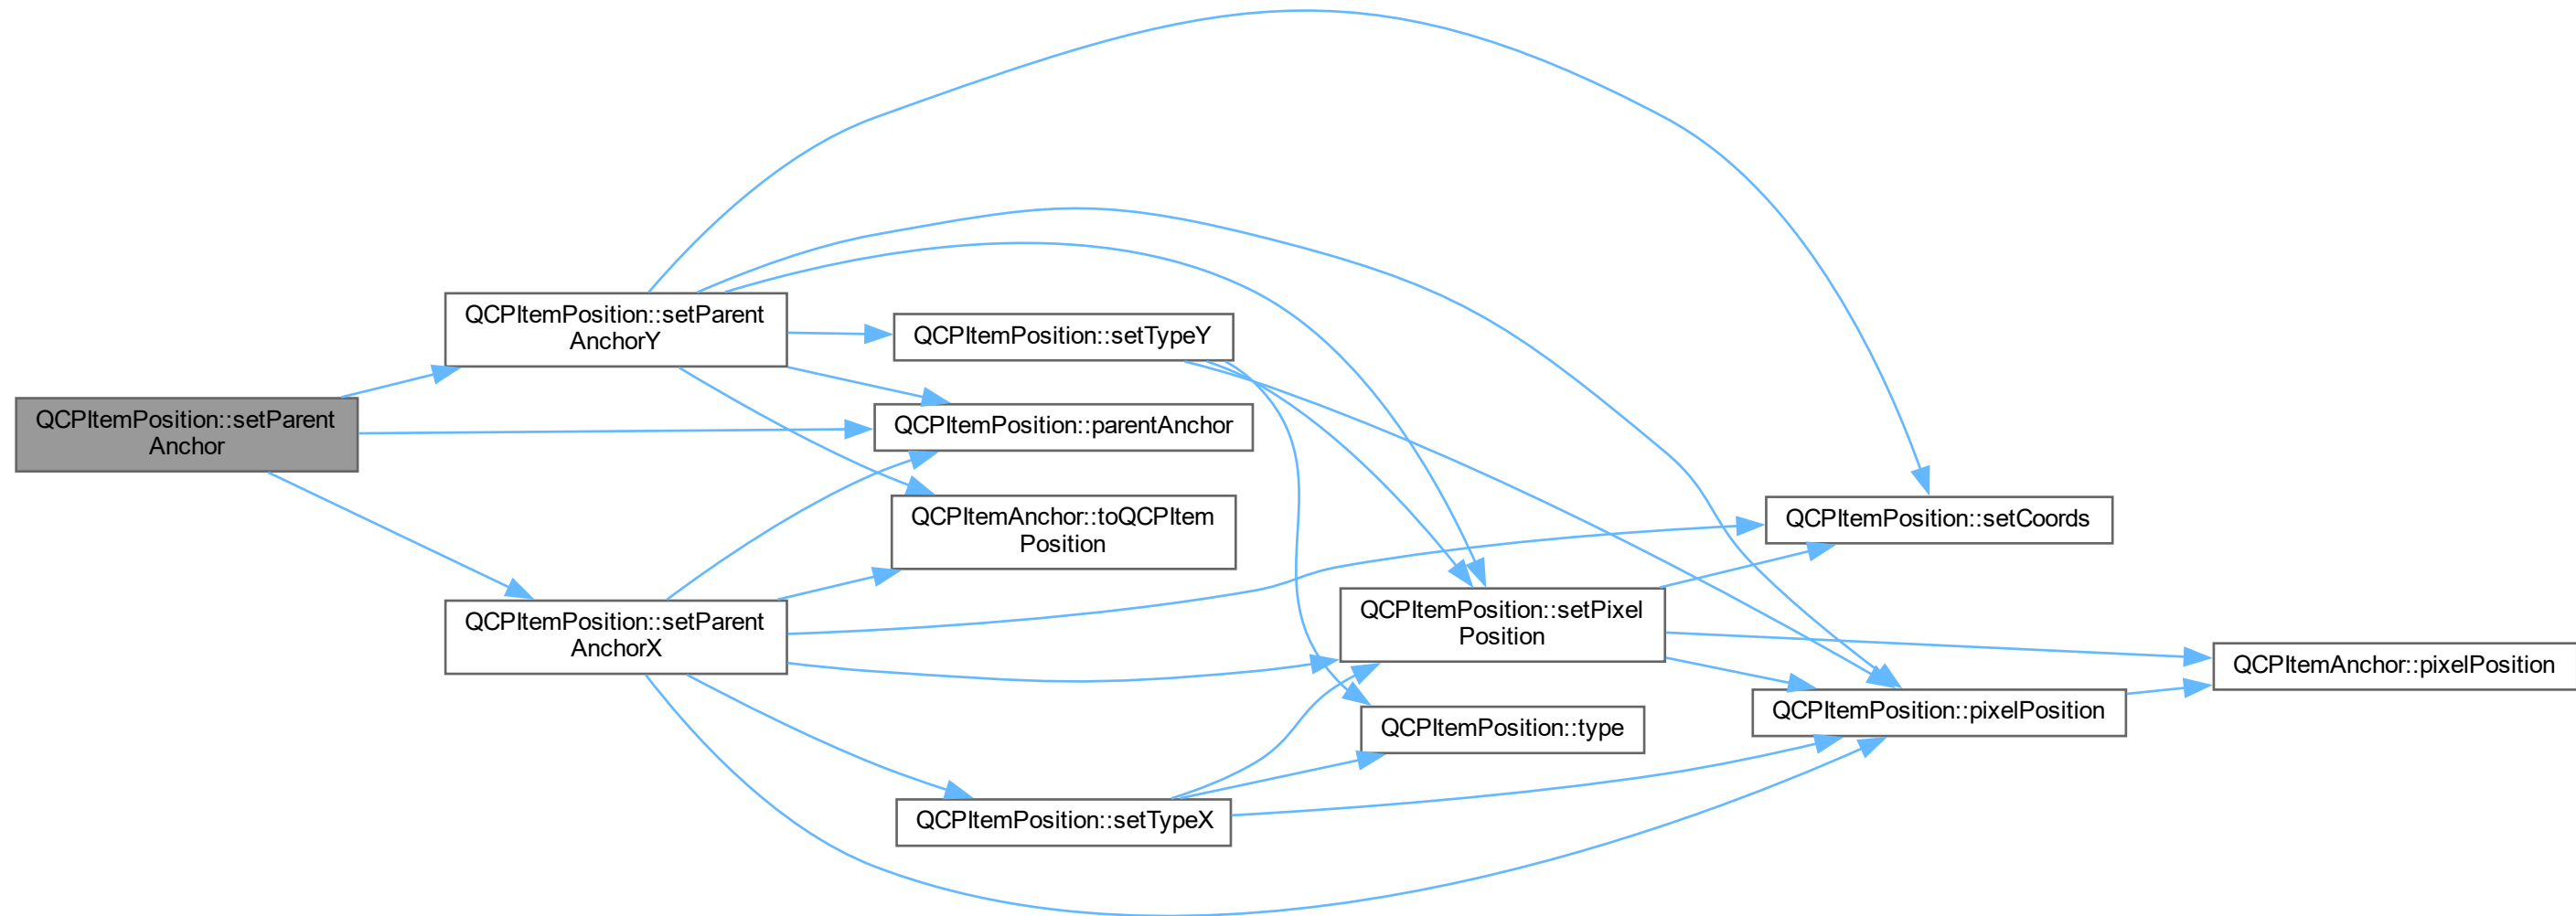 QCPItemPosition::setParent
Anchor
QCPItemPosition::setParent
AnchorY
QCPItemPosition::setParent
AnchorX
QCPItemPosition::setTypeY
QCPItemPosition::parentAnchor
QCPItemAnchor::toQCPItem
Position
QCPItemPosition::setTypeX
QCPItemPosition::setPixel
Position
QCPItemPosition::type
QCPItemPosition::setCoords
QCPItemPosition::pixelPosition
QCPItemAnchor::pixelPosition